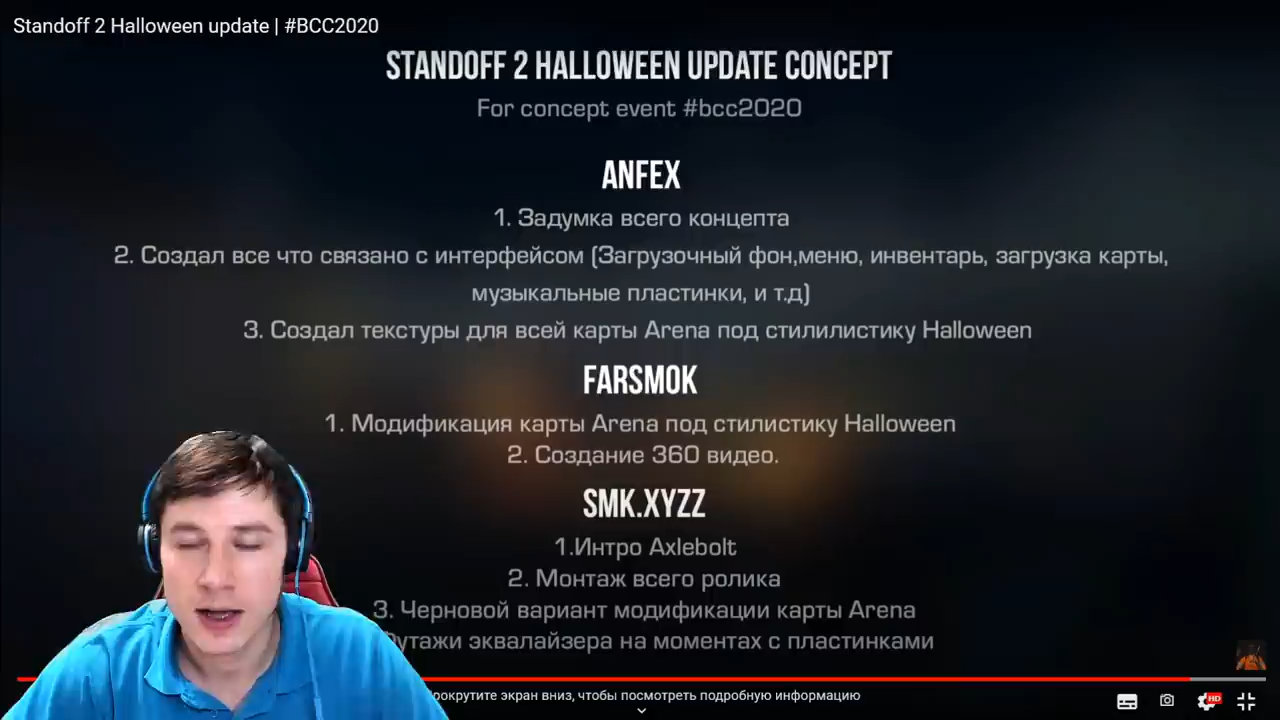 Standoff 2 Halloween update | #BCC2020
STANDOFF 2 HALLOWEEN UPDATE CONCEPT
For concept event #bcc2020
ANFEX
1. Задумка всего концепта
2. Создал все что связано с интерфейсом (Загрузочный фон,меню, инвентарь, загрузка карты,
музыкальные пластинки, и т.д)
3. Создал текстуры для всей карты Arena под стилилистику Halloween
FARSMOK
1. Модификация карты Arena под стилистику Halloween
2. Создание 360 видео.
SMK.XYZZ
1.Интро Axlebolt
2. Монтаж всего ролика
3. Черновой вариант модификации карты Arena
эквалайзера на моментах с пластинками
экран вниз, чтобы посмотреть подробную информацию
HD